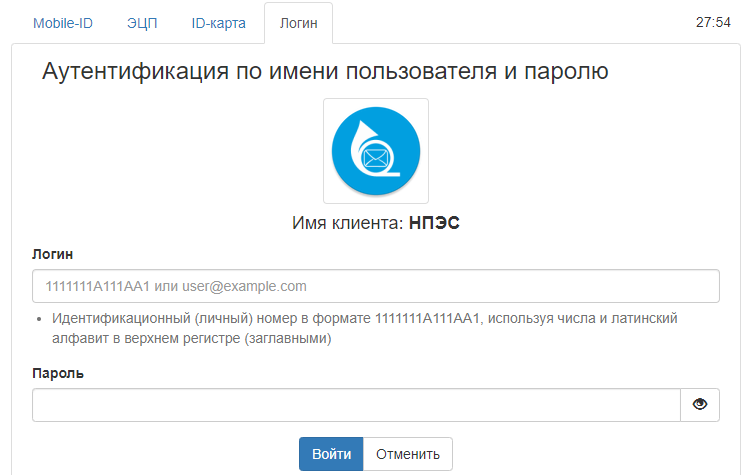 Mobile-ID ЭЦП ID-карта Логин 27:54
Аутентификация по имени пользователя и паролю
Имя клиента: НПЭС
Логин
1111111A111AA1 или user@example.com
Идентификационный (личный) номер в формате 1111111A111AA1, используя числа и латинский
алфавит в верхнем регистре (заглавными)
Пароль
Войти Отменить